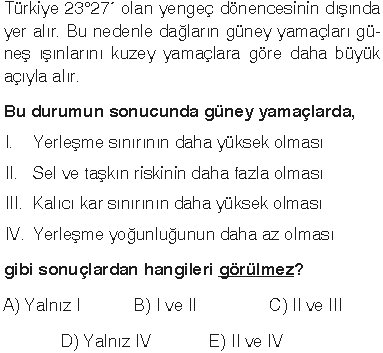 Türkiye 23°27´ olan yengeç dönencesinin dışında
yer alır. Bu nedenle dağların güney yamaçları gü-
neş ışınlarını kuzey yamaçlara göre daha büyük
açıyla alır.
Bu durumun sonucunda güney yamaçlarda,
I. Yerleşme sınırının daha yüksek olması
II. Sel ve taşkın riskinin daha fazla olması
III. Kalıcı kar sınırının daha yüksek olması
IV. Yerleşme yoğunluğunun daha az olması
gibi sonuçlardan hangileri görülmez?
A) Yalnız I B) I ve II C) II ve III
D) Yalnız IV E) II ve IV